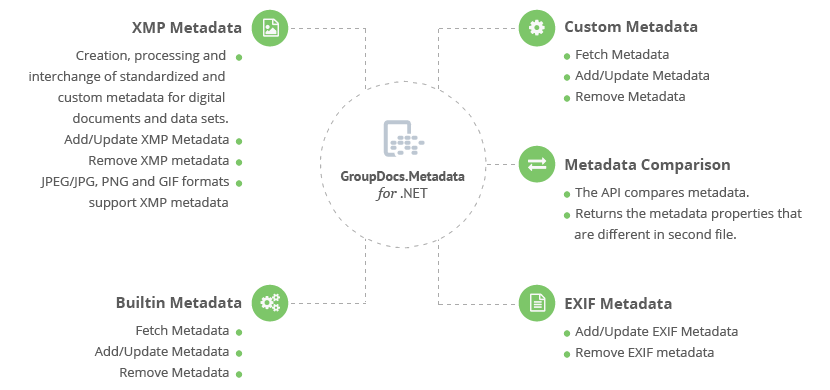 XMP Metadata
Creation, processing and
interchange of standardized and
custom metadata for digital
documents and data sets.
Add/Update XMP Metadata
Remove XMP metadata
JPEG/JPG, PNG and GIF formats
support XMP metadata
Builtin Metadata
Fetch Metadata
Add/Update Metadata
Remove Metadata
GroupDocs.Metadata
for .NET
Custom Metadata
Fetch Metadata
Add/Update Metadata
Remove Metadata
Metadata Comparison
The API compares metadata.
Returns the metadata properties that
are different in second file.
EXIF Metadata
Add/Update EXIF Metadata
Remove EXIF metadata